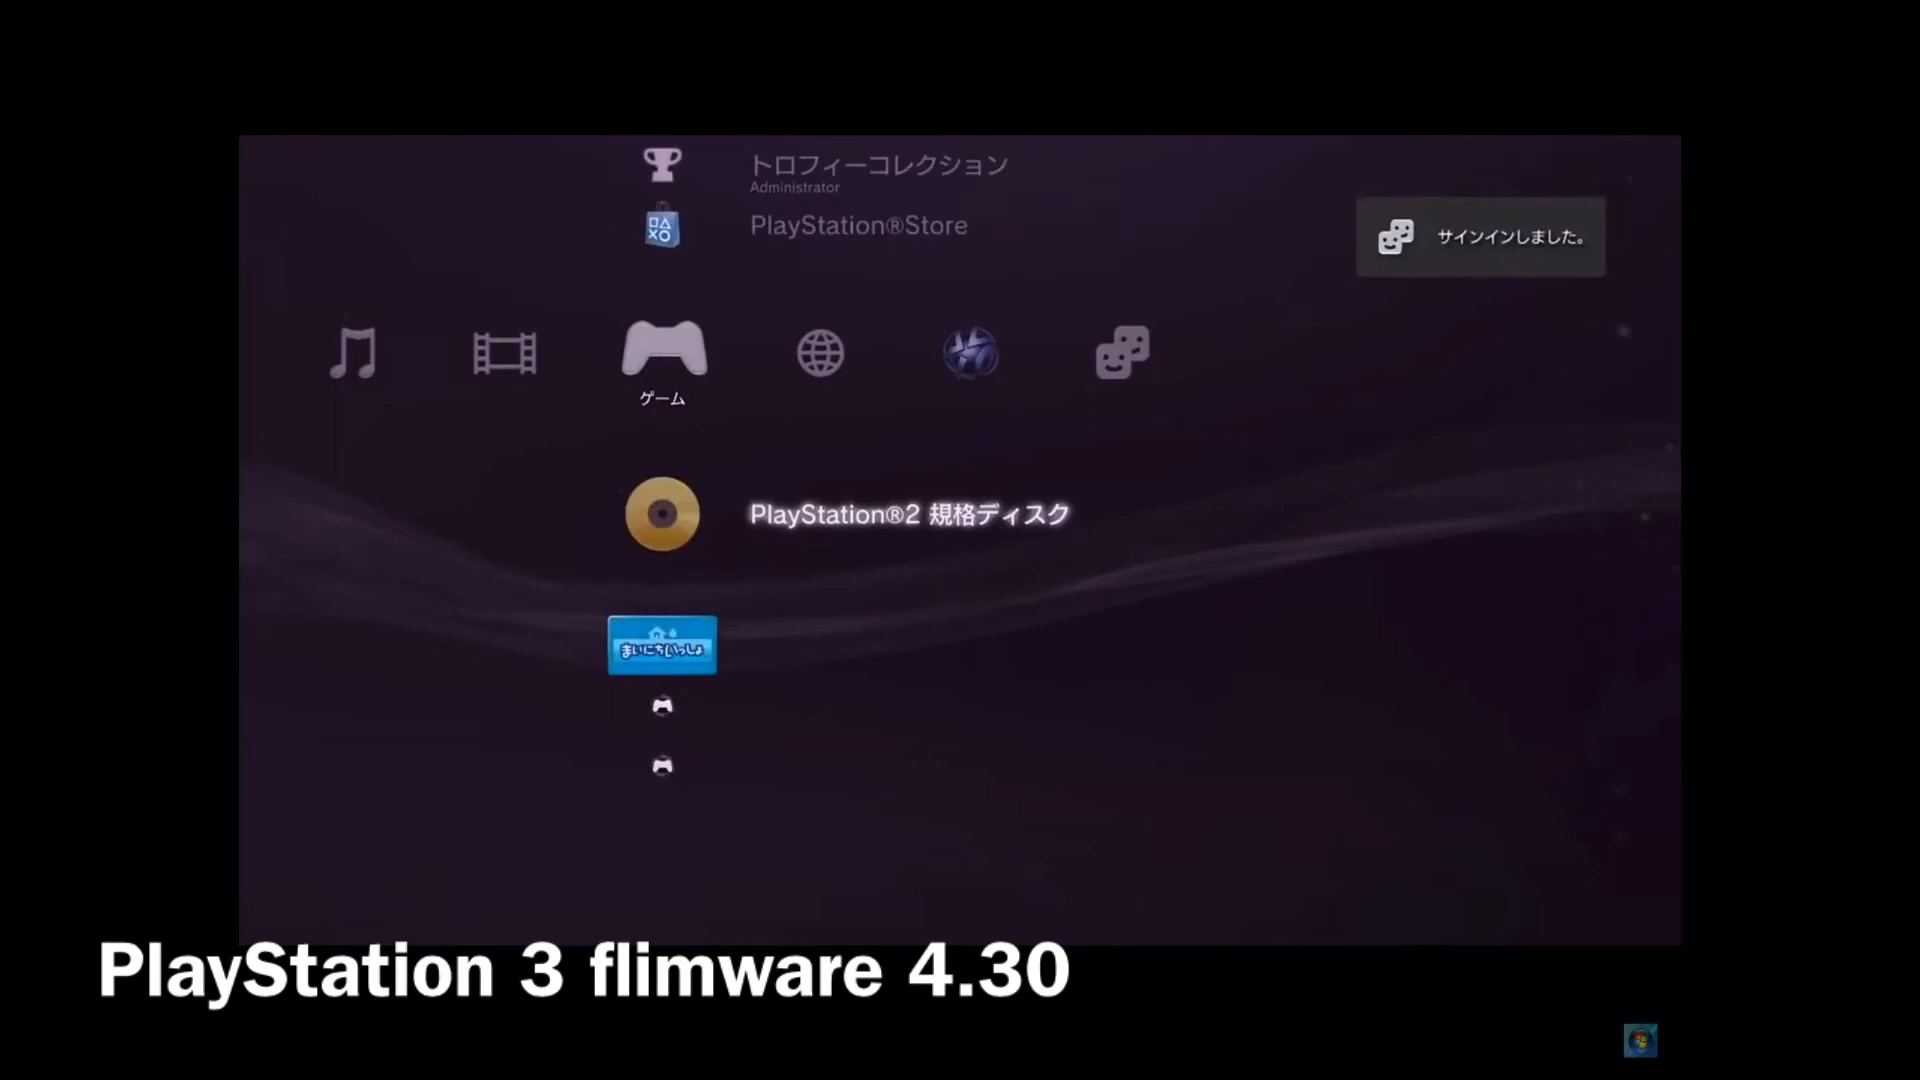 トロフィーコレクション
Administrator
PlayStation®Store
サインインしました。
ゲーム
PlayStation®2 規格ディスク
まいにちいっしょ
PlayStation 3 flimware 4.30